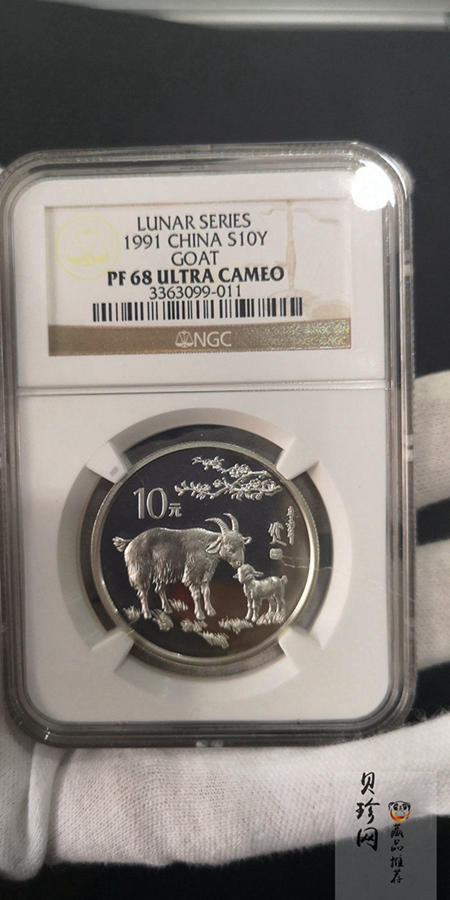 LUNAR SERIES
1991 CHINA S10Y
GOAT
PF 68 ULTRA CAMEO
3363099-011
NGC
10元
贝珍网
藏品推荐